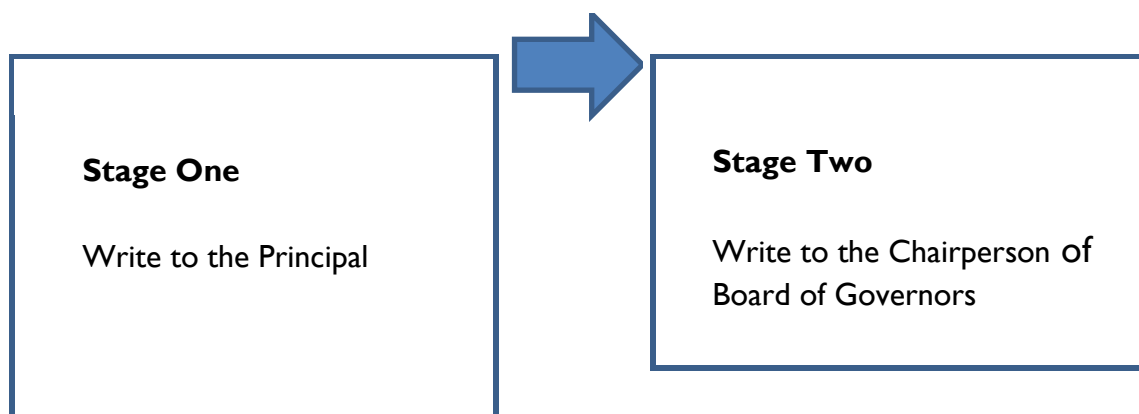 Stage One
Write to the Principal
Stage Two
Write to the Chairperson of
Board of Governors